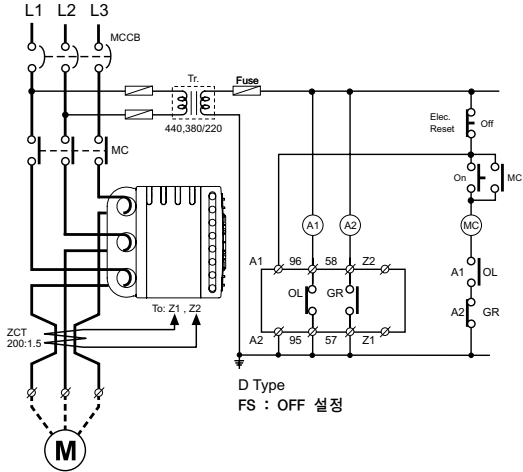 L1 L2 L3
MCCB
Tr.
Fuse
440,380/220
Elec.
Reset
Off
MC
On
MC
A1
A2
MC
A1 96 58 Z2
A1 OL
OL GR
To: Z1 , Z2
A2 GR
ZCT
200:1.5
A2 95 57 Z1
D Type
FS : OFF 설정
M